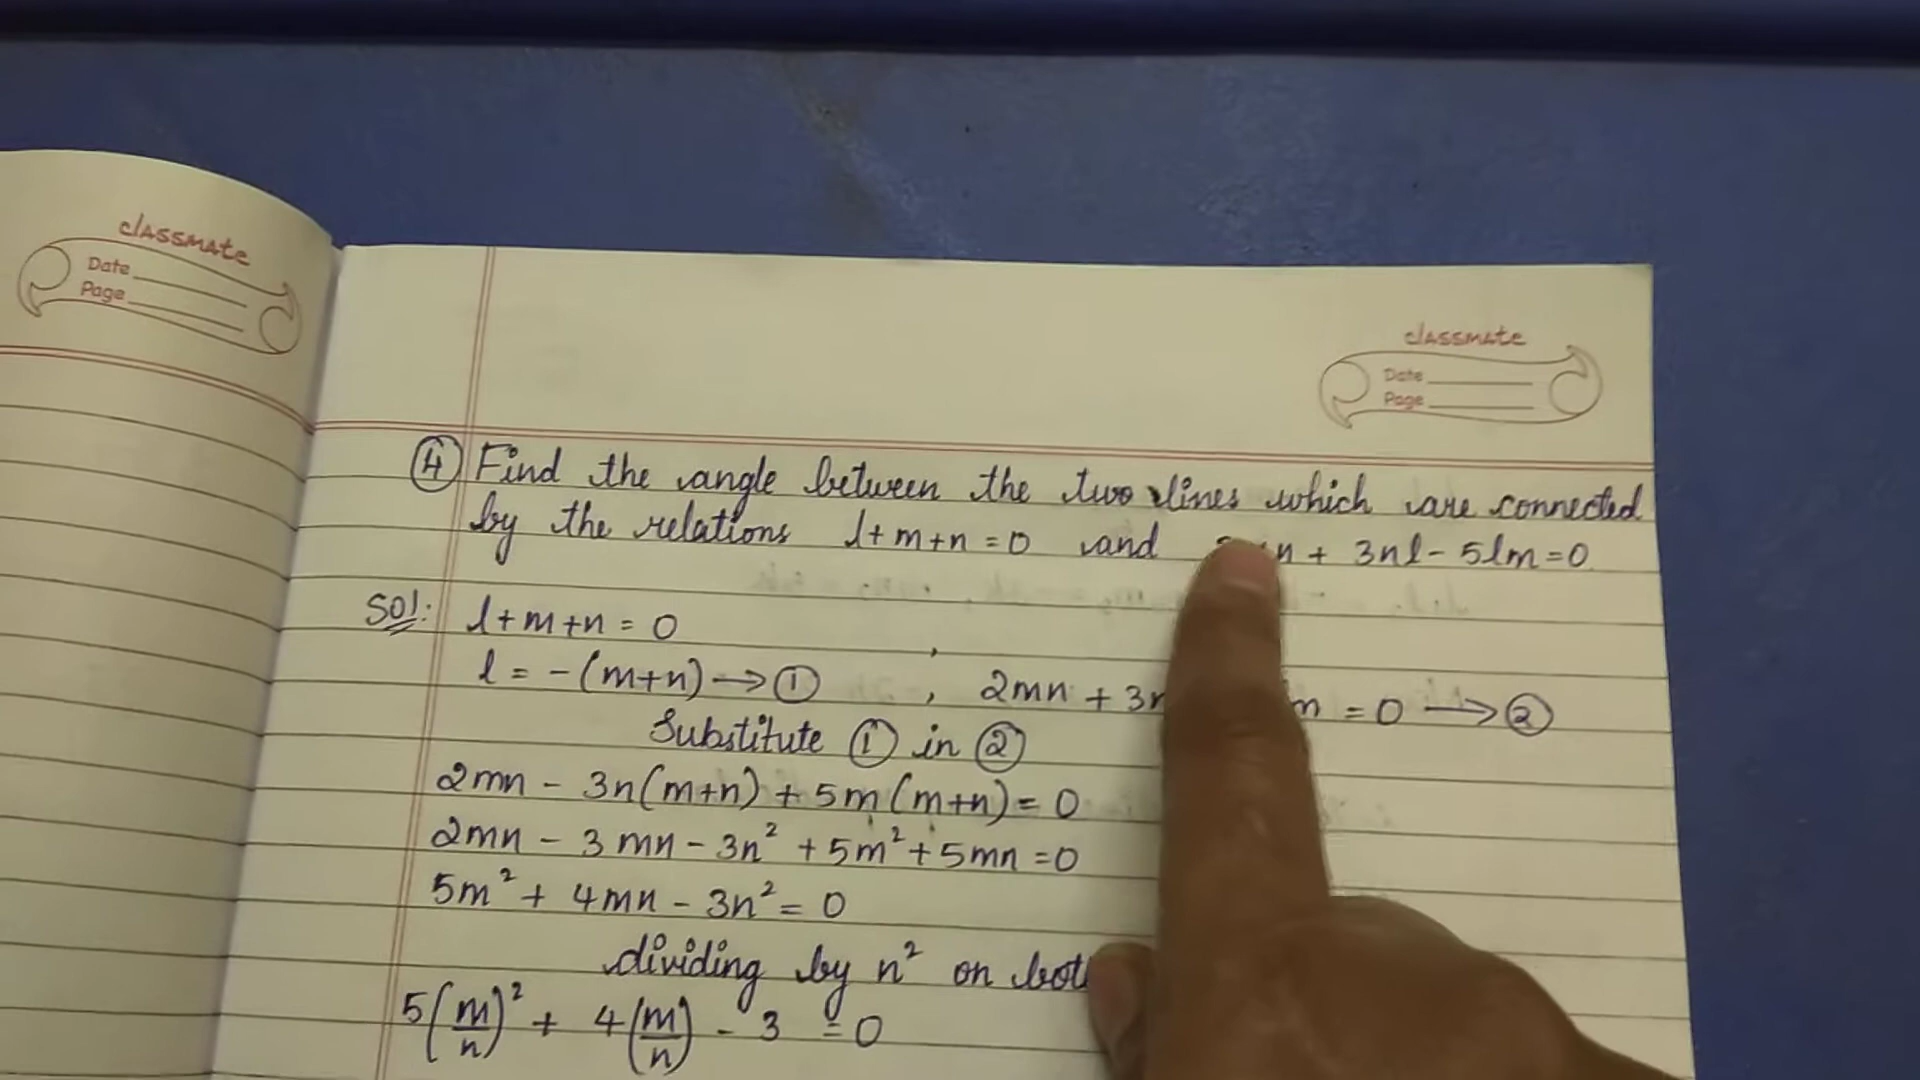 classmate
Date
Page
classmate
Date
Page
④ Find the angle between the two lines which are connected
by the relations l+m+n=0 and n + 3nl - 5lm=0.
Sol: l+m+n = 0
l = -(m+n) → ① , 2mn + 3 m = 0 → ②
Substitute ① in ②
2mn - 3n(m+n) + 5m(m+n) = 0
2mn - 3mn - 3n² + 5m² + 5mn = 0
5m² + 4mn - 3n² = 0
dividing by n² on
5(m/n)² + 4(m/n) - 3 = 0